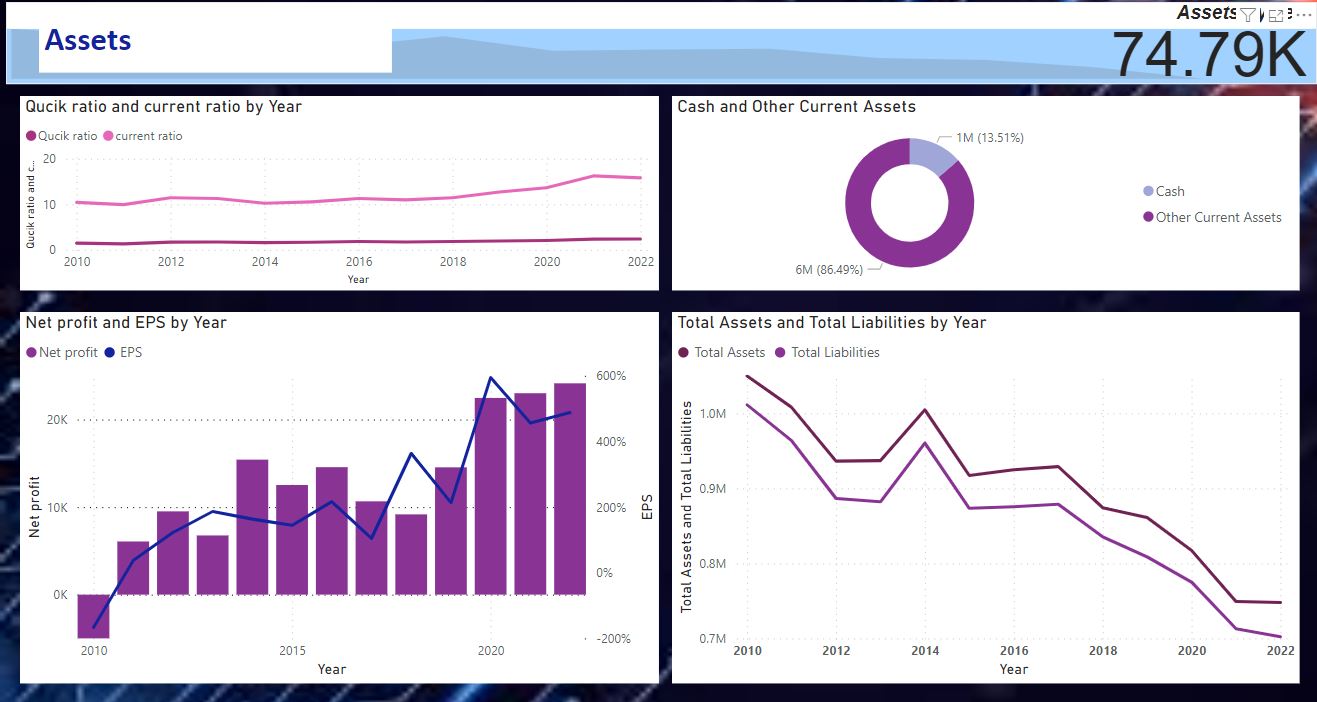 Assets
Assets
74.79K
Qucik ratio and current ratio by Year
Qucik ratio current ratio
Qucik ratio and c...
20
10
0
2010 2012 2014 2016 2018 2020 2022
Year
Cash and Other Current Assets
1M (13.51%)
6M (86.49%)
Cash
Other Current Assets
Net profit and EPS by Year
Net profit EPS
Net profit
20K
10K
0K
600%
400%
200%
0%
-200%
EPS
2010 2015 2020
Year
Total Assets and Total Liabilities by Year
Total Assets Total Liabilities
Total Assets and Total Liabilities
1.0M
0.9M
0.8M
0.7M
2010 2012 2014 2016 2018 2020 2022
Year